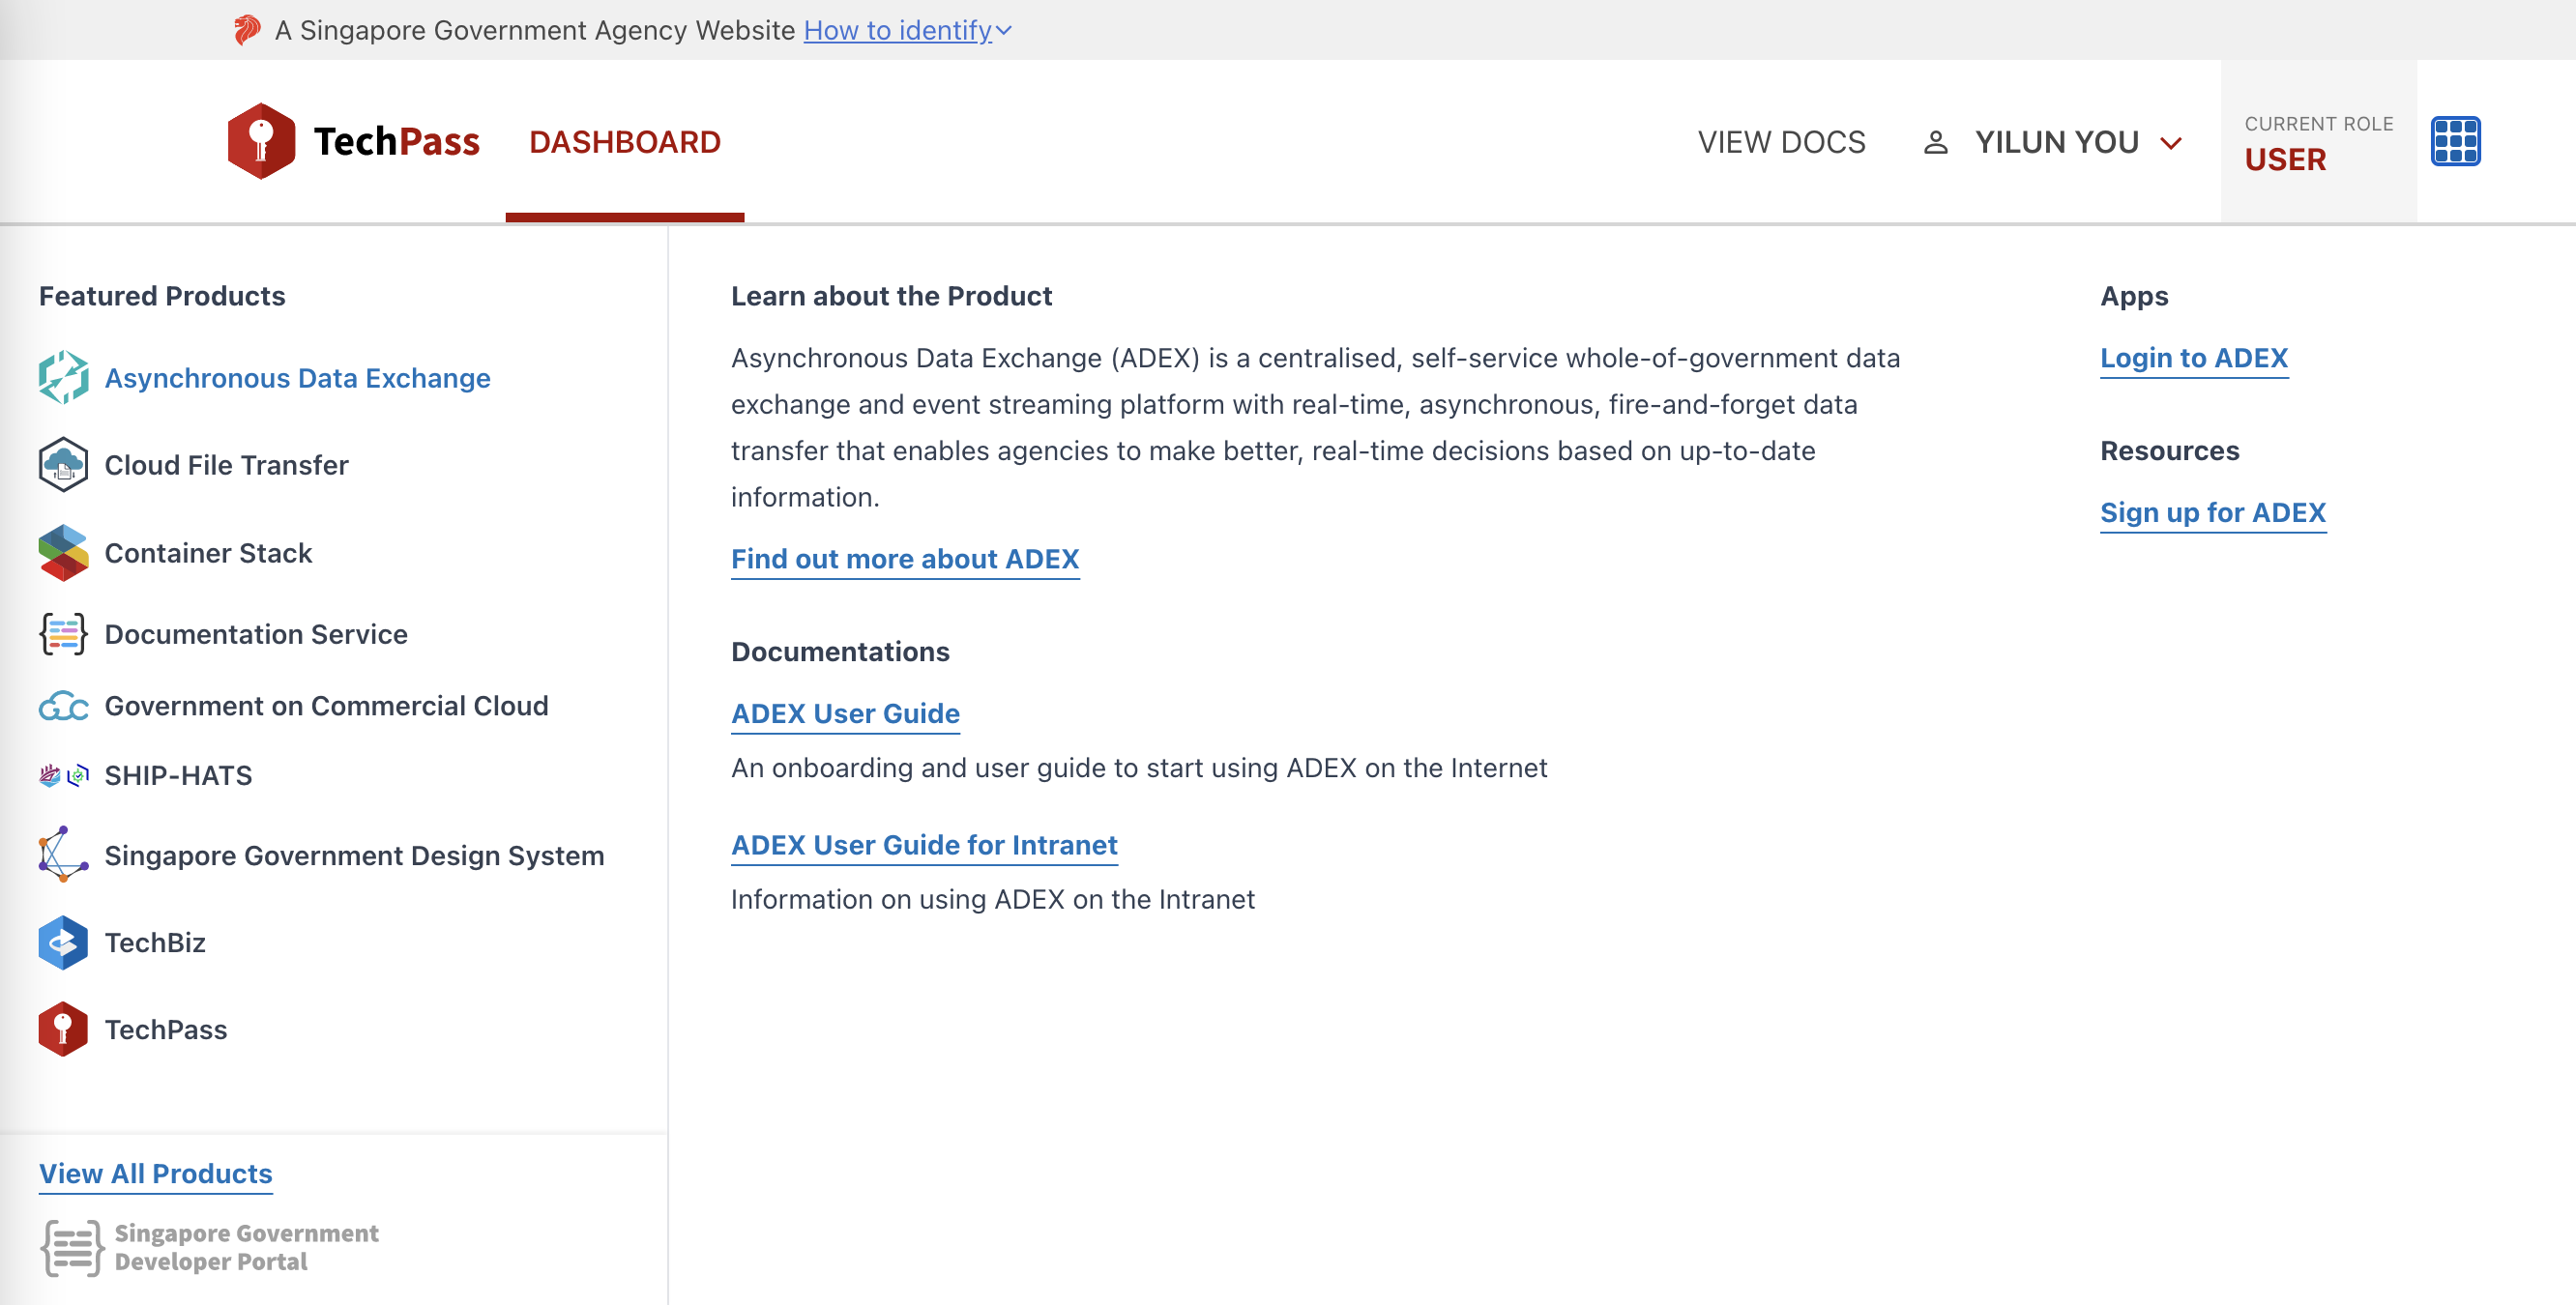 A Singapore Government Agency Website How to identify
TechPass
DASHBOARD
VIEW DOCS
YILUN YOU
CURRENT ROLE
USER
Featured Products
Asynchronous Data Exchange
Cloud File Transfer
Container Stack
Documentation Service
Government on Commercial Cloud
SHIP-HATS
Singapore Government Design System
TechBiz
TechPass
View All Products
Singapore Government
Developer Portal
Learn about the Product
Asynchronous Data Exchange (ADEX) is a centralised, self-service whole-of-government data
exchange and event streaming platform with real-time, asynchronous, fire-and-forget data
transfer that enables agencies to make better, real-time decisions based on up-to-date
information.
Find out more about ADEX
Documentations
ADEX User Guide
An onboarding and user guide to start using ADEX on the Internet
ADEX User Guide for Intranet
Information on using ADEX on the Intranet
Apps
Login to ADEX
Resources
Sign up for ADEX